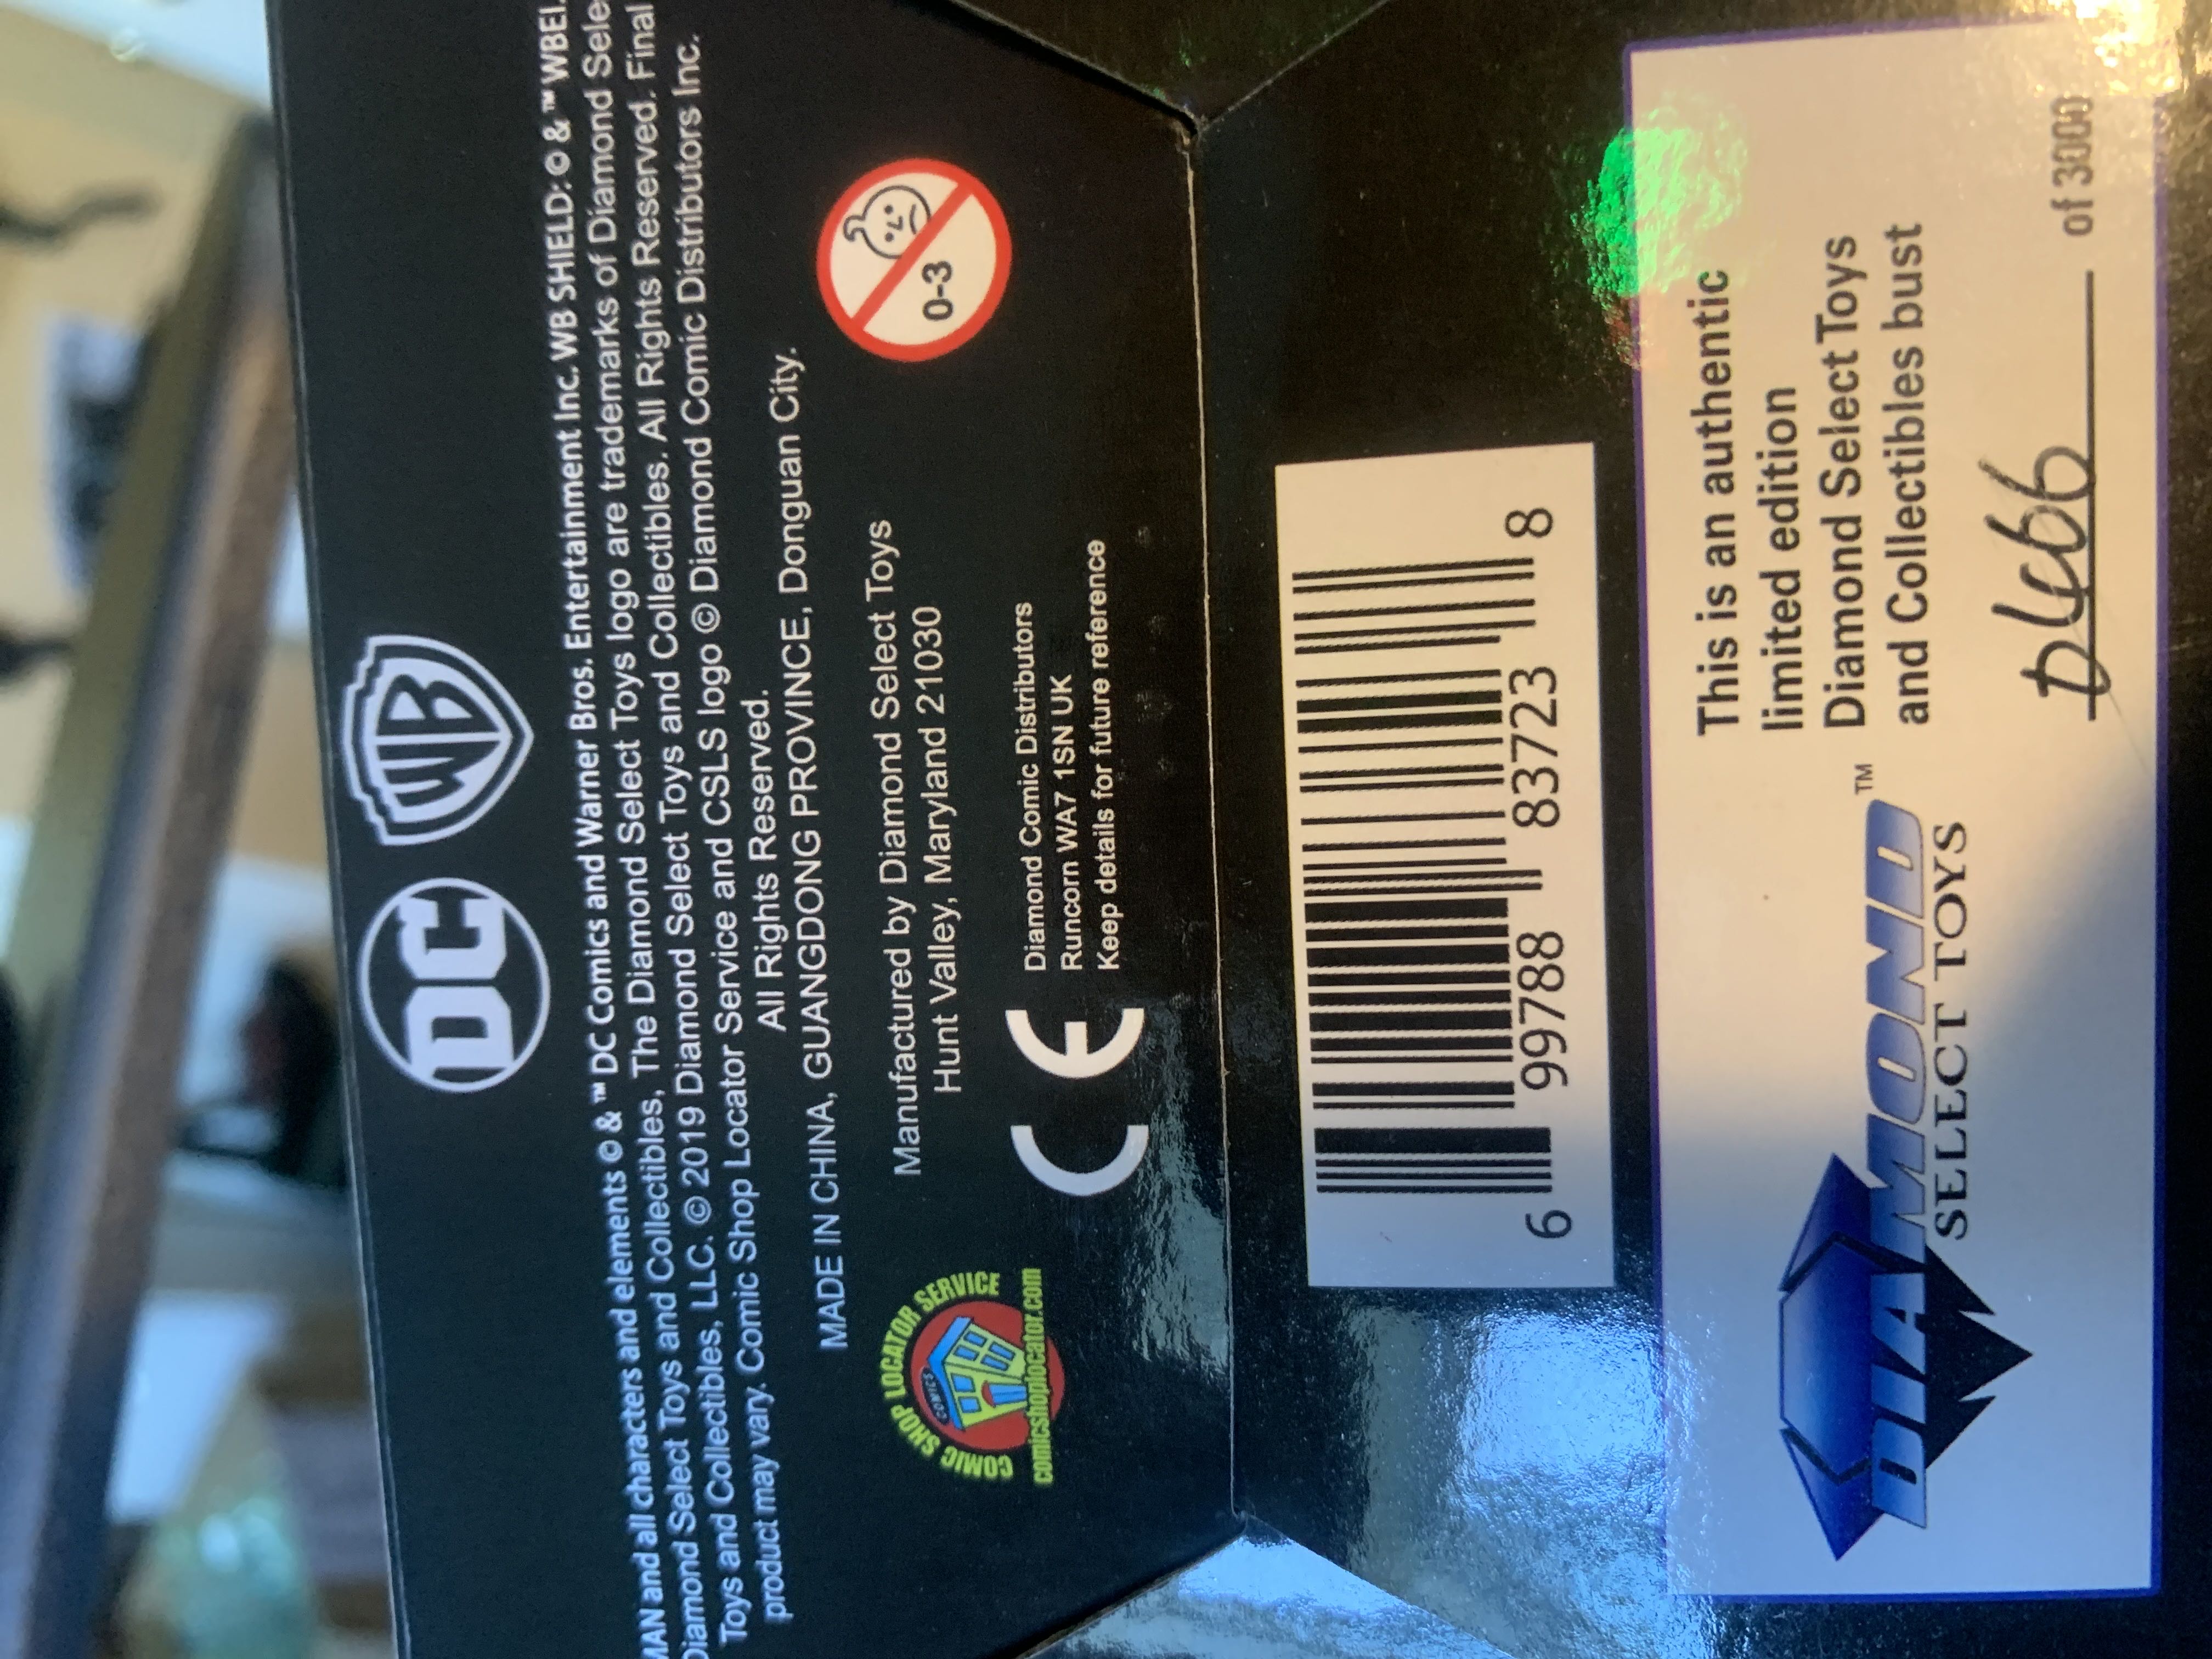 DC WB
MAN and all characters and elements © & ™ DC Comics and Warner Bros. Entertainment Inc. WB SHIELD: © & ™ WBEI.
Diamond Select Toys and Collectibles, The Diamond Select Toys logo are trademarks of Diamond Sele
Toys and Collectibles, LLC. © 2019 Diamond Select Toys and Collectibles. All Rights Reserved. Final
product may vary. Comic Shop Locator Service and CSLS logo © Diamond Comic Distributors Inc.
All Rights Reserved.
MADE IN CHINA, GUANGDONG PROVINCE, Donguan City.
COMIC SHOP LOCATOR SERVICE
COMICS
comicshoplocator.com
Manufactured by Diamond Select Toys
Hunt Valley, Maryland 21030
0-3
CE
Diamond Comic Distributors
Runcorn WA7 1SN UK
Keep details for future reference
6 99788 83723 8
DIAMOND™
SELECT TOYS
This is an authentic
limited edition
Diamond Select Toys
and Collectibles bust
of 3000